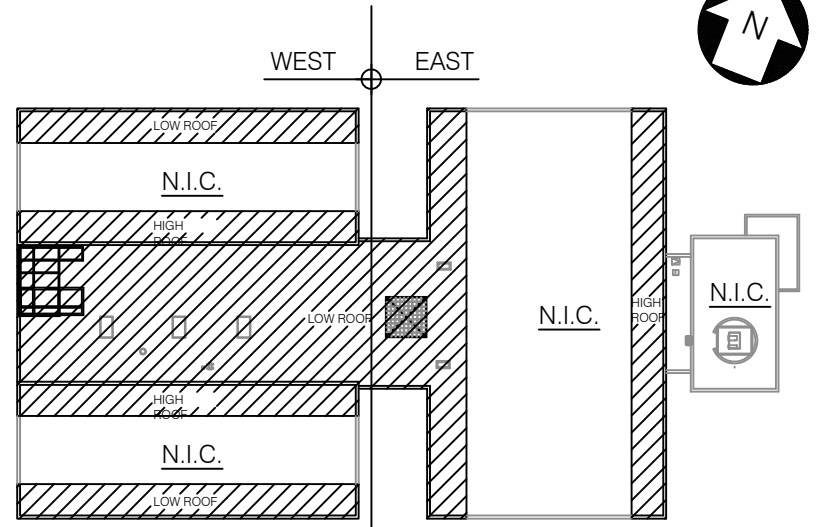 N
WEST
EAST
LOW ROOF
N.I.C.
HIGH
ROOF
N.I.C.
LOW ROOF
N.I.C.
HIGH
ROOF
HIGH
ROOF
N.I.C.
LOW ROOF